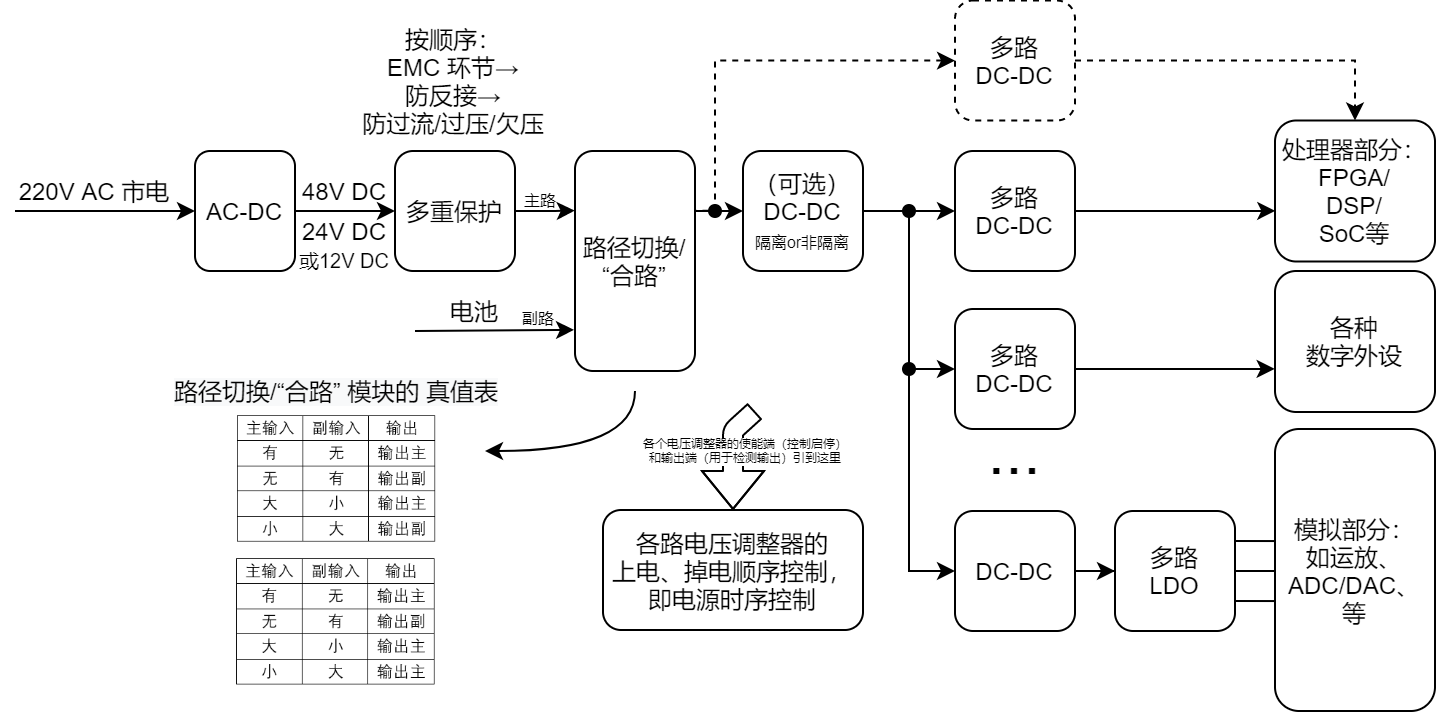 按顺序：
EMC 环节→
防反接→
防过流/过压/欠压
220V AC 市电
AC-DC
48V DC
24V DC
或12V DC
多重保护
主路
电池
副路
路径切换/
“合路”
（可选）
DC-DC
隔离or非隔离
多路
DC-DC
多路
DC-DC
多路
DC-DC
...
DC-DC
多路
LDO
处理器部分：
FPGA/
DSP/
SoC等
各种
数字外设
模拟部分：
如运放、
ADC/DAC、
等
路径切换/“合路” 模块的 真值表
主输入 副输入 输出
有 无 输出主
无 有 输出副
大 小 输出主
小 大 输出副
主输入 副输入 输出
有 无 输出主
无 有 输出副
大 小 输出主
小 大 输出主
各个电压调整器的使能端（控制启停）
和输出端（用于检测输出）引到这里
各路电压调整器的
上电、掉电顺序控制，
即电源时序控制